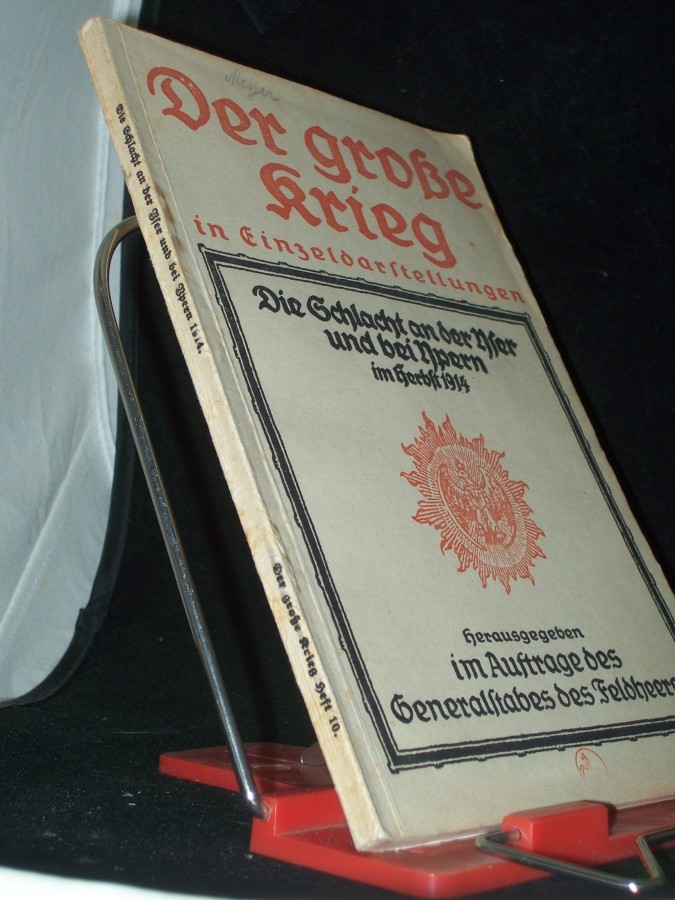 Meyer
Der große
Krieg
in Einzeldarstellungen
Die Schlacht an der Yser
und bei Ypern
im Herbst 1914
Herausgegeben
im Auftrage des
Generalstabes des Feldheeres
Die Schlacht an der Yser und bei Ypern 1914.
Der große Krieg Heft 10.